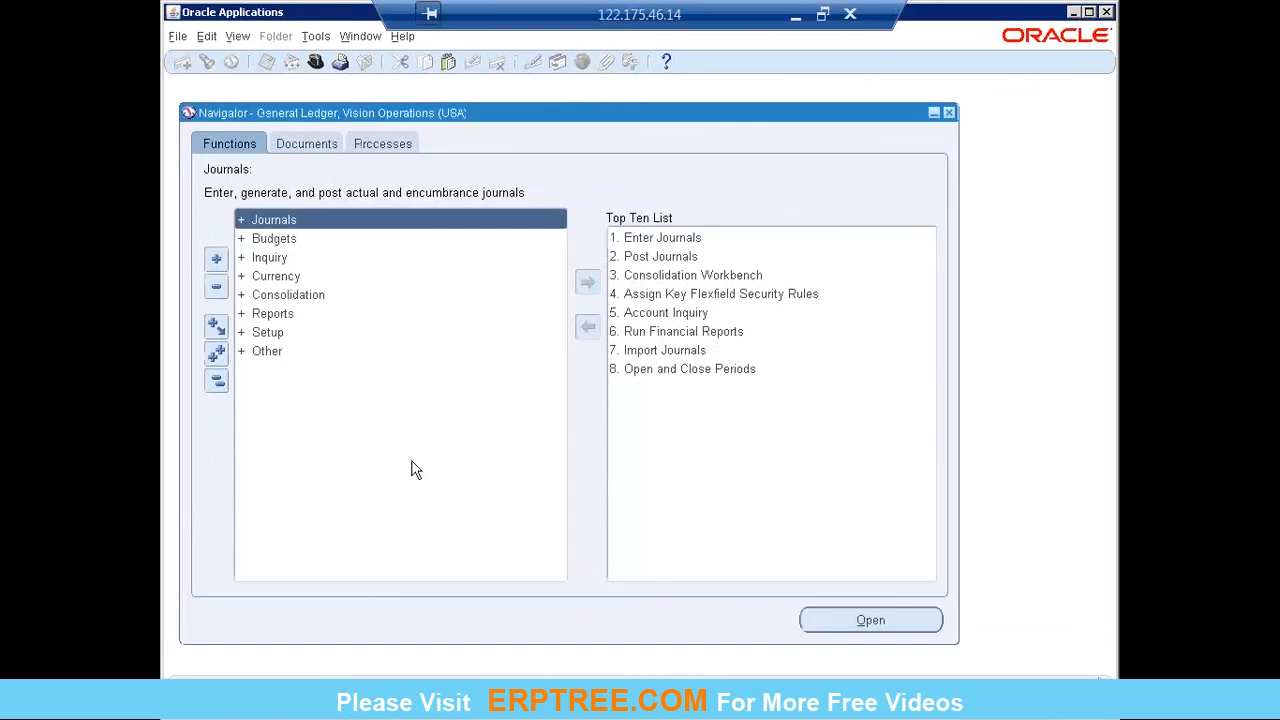 Oracle Applications
122.175.46.14
File Edit View Folder Tools Window Help
ORACLE
Navigator - General Ledger, Vision Operations (USA)
Functions Documents Processes
Journals:
Enter, generate, and post actual and encumbrance journals
+ Journals
+ Budgets
+ Inquiry
+ Currency
+ Consolidation
+ Reports
+ Setup
+ Other
Top Ten List
1. Enter Journals
2. Post Journals
3. Consolidation Workbench
4. Assign Key Flexfield Security Rules
5. Account Inquiry
6. Run Financial Reports
7. Import Journals
8. Open and Close Periods
Open
Please Visit ERPTREE.COM For More Free Videos